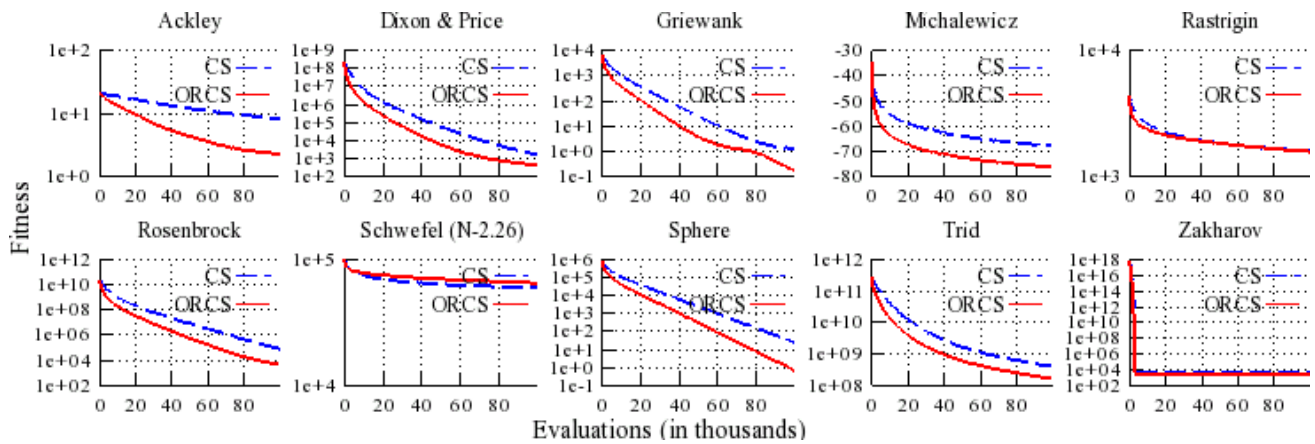 Ackley
Dixon & Price
Griewank
Michalewicz
Rastrigin
1e+2
1e+1
1e+0
CS
ORCS
0 20 40 60 80
1e+9
1e+8
1e+7
1e+6
1e+5
1e+4
1e+3
1e+2
CS
ORCS
0 20 40 60 80
1e+4
1e+3
1e+2
1e+1
1e+0
1e-1
CS
ORCS
0 20 40 60 80
-30
-40
-50
-60
-70
-80
CS
ORCS
0 20 40 60 80
1e+4
1e+3
CS
ORCS
0 20 40 60 80
Fitness
Rosenbrock
Schwefel (N-2.26)
Sphere
Trid
Zakharov
1e+12
1e+10
1e+08
1e+06
1e+04
1e+02
CS
ORCS
0 20 40 60 80
1e+5
1e+4
CS
ORCS
0 20 40 60 80
1e+6
1e+5
1e+4
1e+3
1e+2
1e+1
1e+0
1e-1
CS
ORCS
0 20 40 60 80
1e+12
1e+11
1e+10
1e+09
1e+08
CS
ORCS
0 20 40 60 80
1e+18
1e+16
1e+14
1e+12
1e+10
1e+08
1e+06
1e+04
1e+02
CS
ORCS
0 20 40 60 80
Evaluations (in thousands)